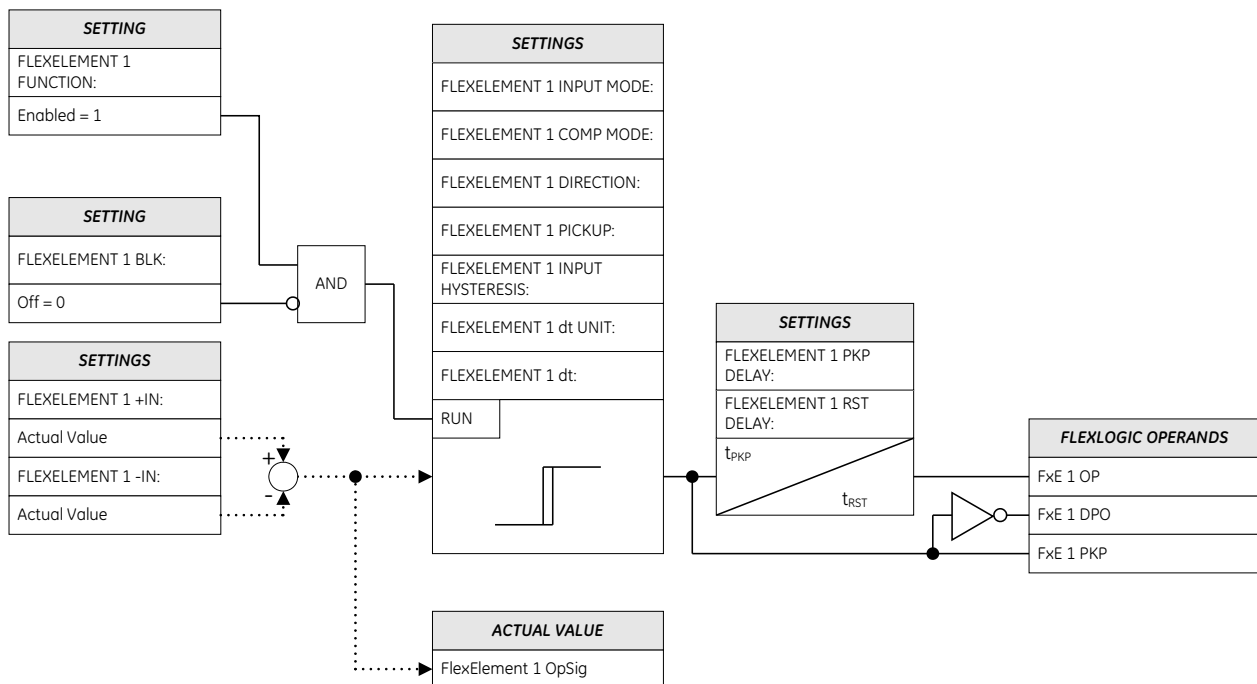 SETTING
FLEXELEMENT 1
FUNCTION:
Enabled = 1
SETTING
FLEXELEMENT 1 BLK:
Off = 0
SETTINGS
FLEXELEMENT 1 +IN:
Actual Value
FLEXELEMENT 1 -IN:
Actual Value
+
-
AND
SETTINGS
FLEXELEMENT 1 INPUT MODE:
FLEXELEMENT 1 COMP MODE:
FLEXELEMENT 1 DIRECTION:
FLEXELEMENT 1 PICKUP:
FLEXELEMENT 1 INPUT
HYSTERESIS:
FLEXELEMENT 1 dt UNIT:
FLEXELEMENT 1 dt:
RUN
ACTUAL VALUE
FlexElement 1 OpSig
SETTINGS
FLEXELEMENT 1 PKP
DELAY:
FLEXELEMENT 1 RST
DELAY:
tPKP
tRST
FLEXLOGIC OPERANDS
FxE 1 OP
FxE 1 DPO
FxE 1 PKP